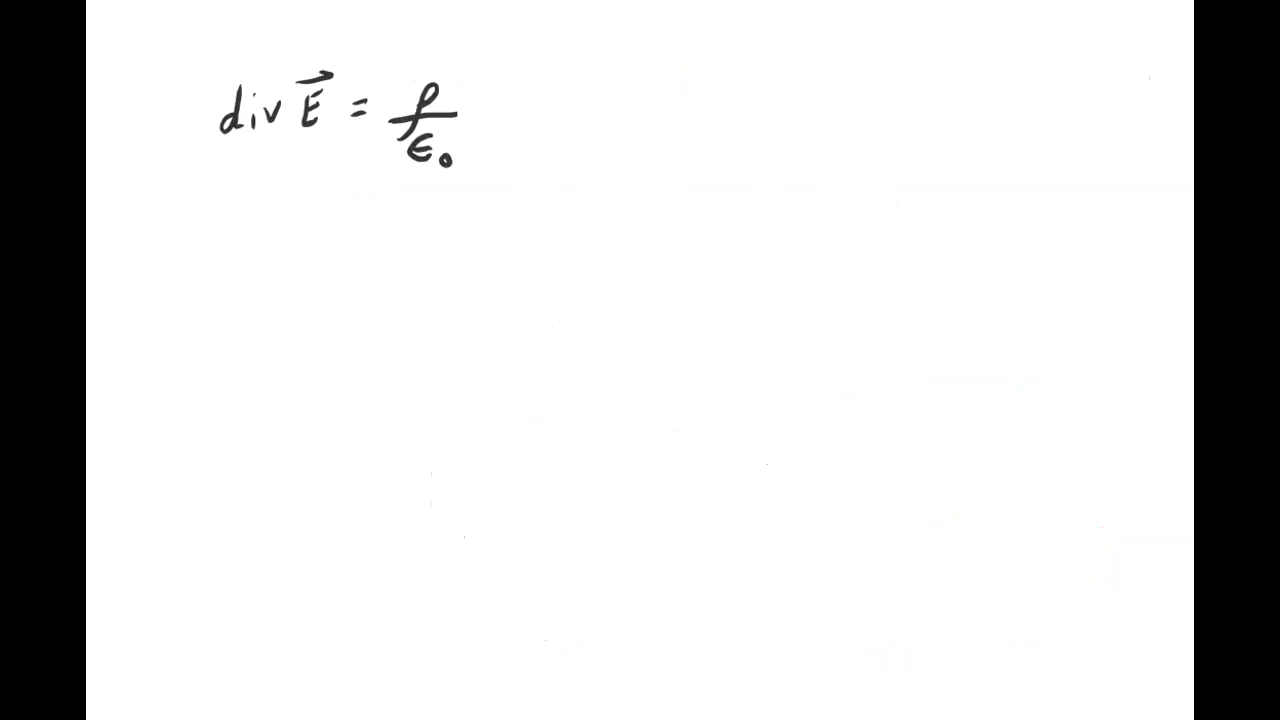 div E⃗ = ρ/ϵ₀